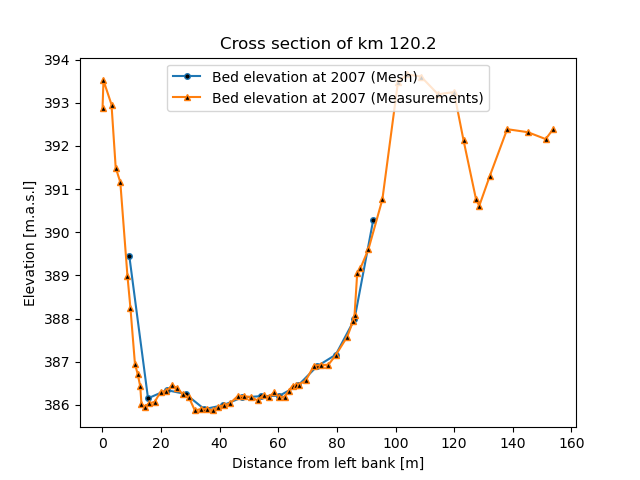 Cross section of km 120.2
Bed elevation at 2007 (Mesh)
Bed elevation at 2007 (Measurements)
394
393
392
391
390
389
388
387
386
Elevation [m.a.s.l]
0 20 40 60 80 100 120 140 160
Distance from left bank [m]